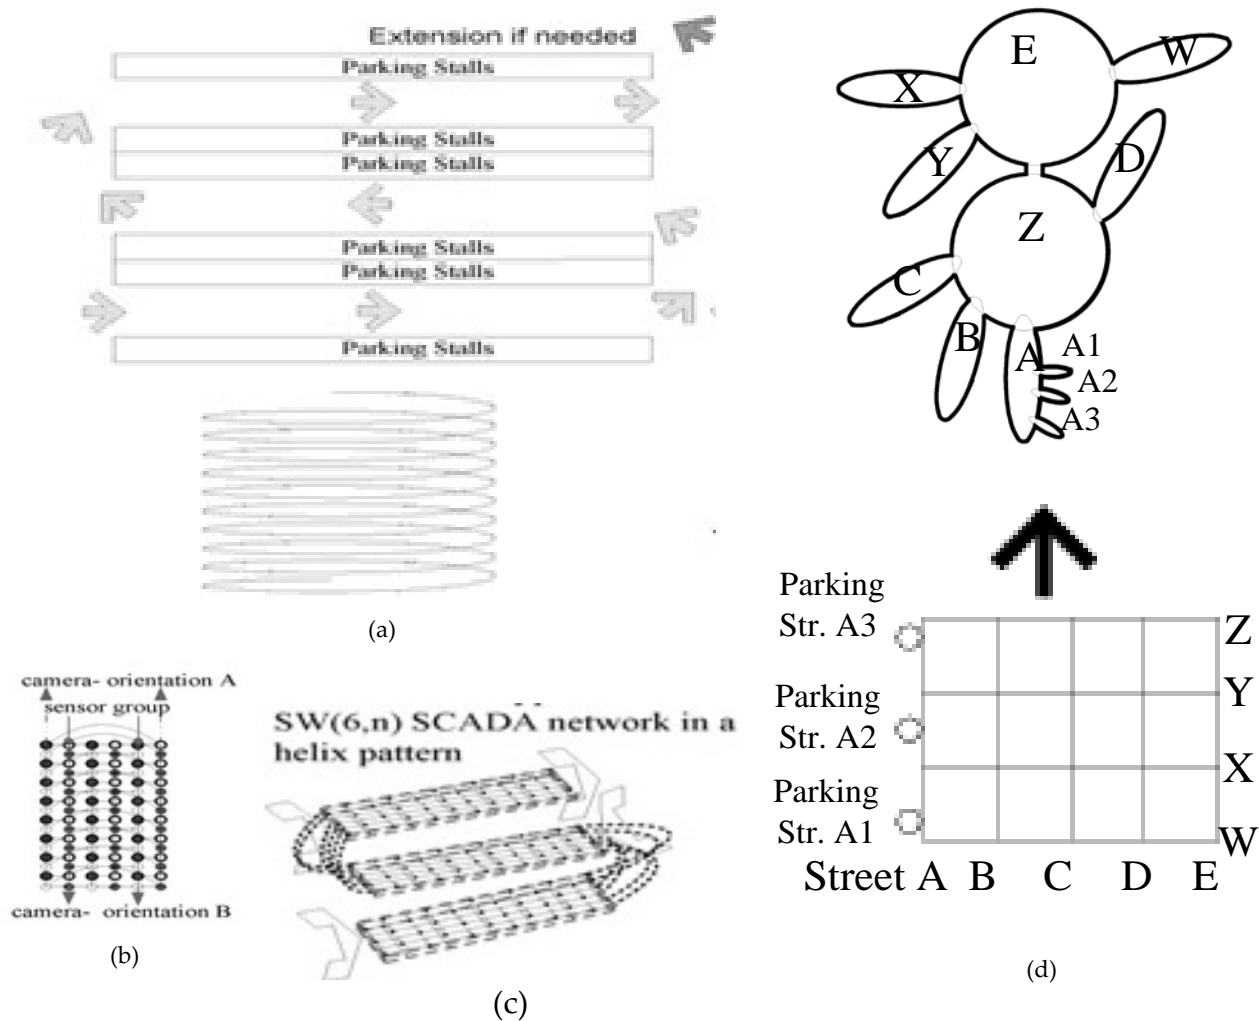 Extension if needed
Parking Stalls
Parking Stalls
Parking Stalls
Parking Stalls
Parking Stalls
Parking Stalls
(a)
camera- orientation A
sensor group
camera- orientation B
(b)
SW(6,n) SCADA network in a
helix pattern
(c)
E
W
X
Y
D
Z
C
B
A
A1
A2
A3
Parking
Str. A3
Z
Parking
Str. A2
Y
Parking
Str. A1
X
W
Street A B C D E
(d)